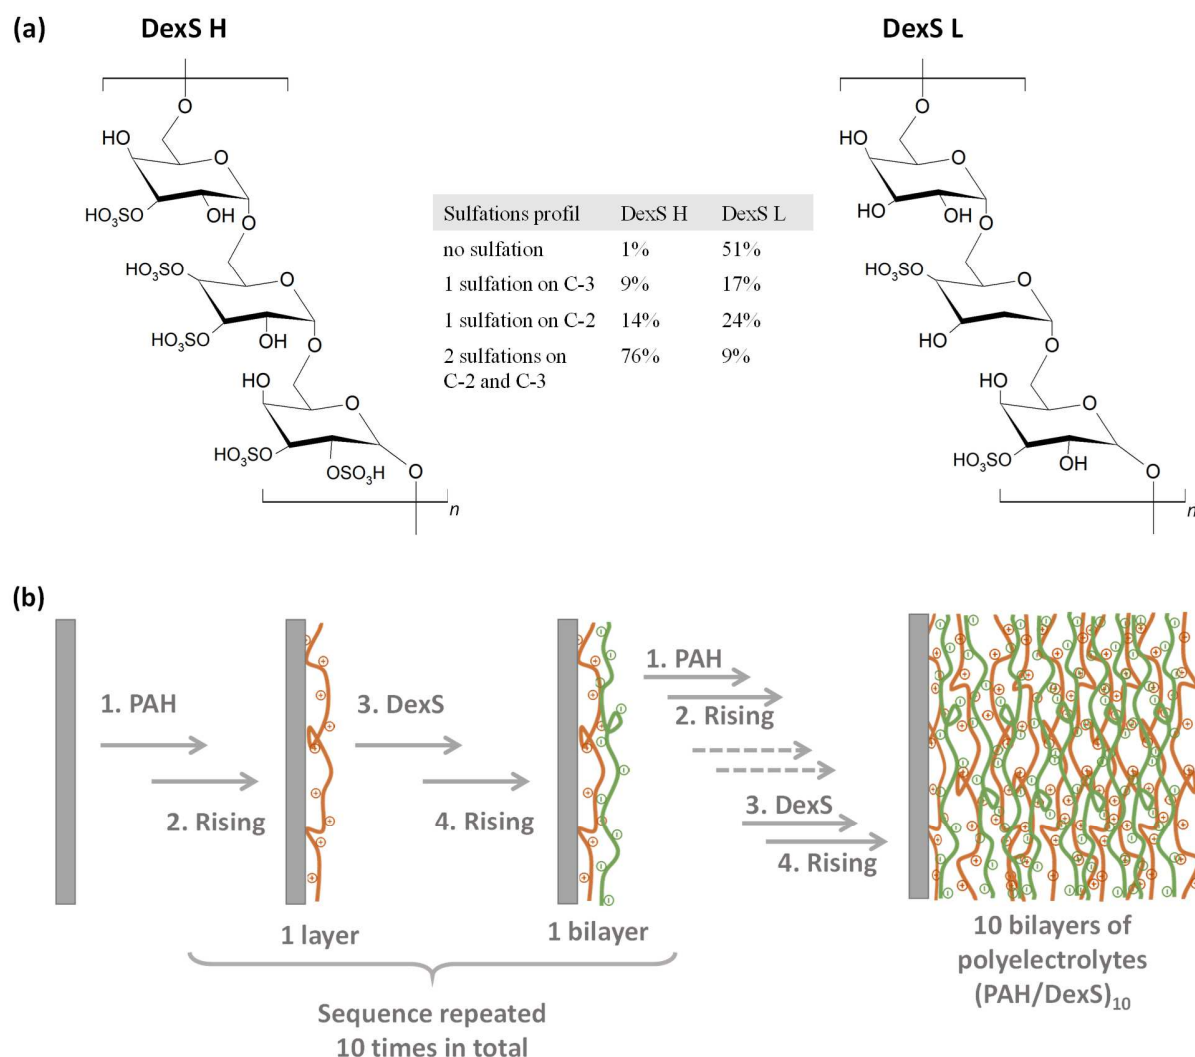 (a)
DexS H
DexS L
O
HO
O
HO₃SO
OH
O
HO₃SO
O
HO₃SO
OH
O
HO
O
HO₃SO
OSO₃H
O
n
Sulfations profil DexS H DexS L
no sulfation 1% 51%
1 sulfation on C-3 9% 17%
1 sulfation on C-2 14% 24%
2 sulfations on 76% 9%
C-2 and C-3
O
HO
O
HO
OH
O
HO₃SO
O
HO
O
HO
O
HO₃SO
OH
O
n
(b)
1. PAH
2. Rising
3. DexS
4. Rising
1. PAH
2. Rising
3. DexS
4. Rising
1 layer
1 bilayer
10 bilayers of
polyelectrolytes
(PAH/DexS)₁₀
Sequence repeated
10 times in total